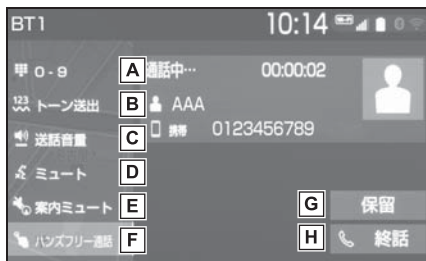 BT1 10:14
0-9
A 通話中… 00:00:02
123 トーン送出
B AAA
C 送話音量
携帯 0123456789
ミュート D
案内ミュート E
G 保留
ハンズフリー通話 F
H 終話